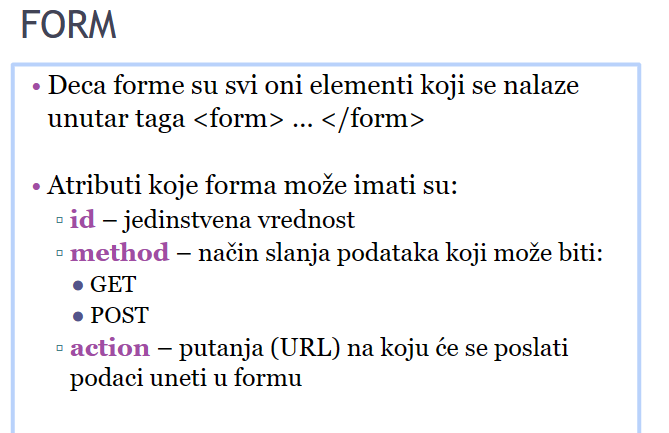 FORM
• Deca forme su svi oni elementi koji se nalaze
unutar taga <form> ... </form>
• Atributi koje forma može imati su:
▫ id – jedinstvena vrednost
▫ method – način slanja podataka koji može biti:
● GET
● POST
▫ action – putanja (URL) na koju će se poslati
podaci uneti u formu